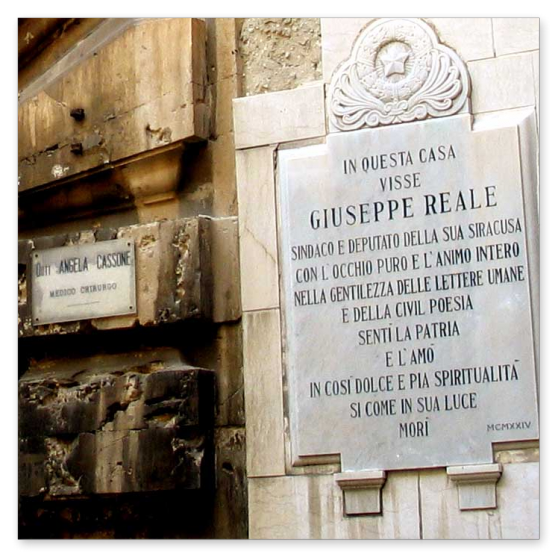 Dott. ANGELA CASSONE
MEDICO CHIRURGO
IN QUESTA CASA
VISSE
GIUSEPPE REALE
SINDACO E DEPUTATO DELLA SUA SIRACUSA
CON L'OCCHIO PURO E L'ANIMO INTERO
NELLA GENTILEZZA DELLE LETTERE UMANE
E DELLA CIVIL POESIA
SENTÌ LA PATRIA
E L'AMÒ
IN COSÌ DOLCE E PIA SPIRITUALITÀ
SI COME IN SUA LUCE
MORÌ
MCMXXIV